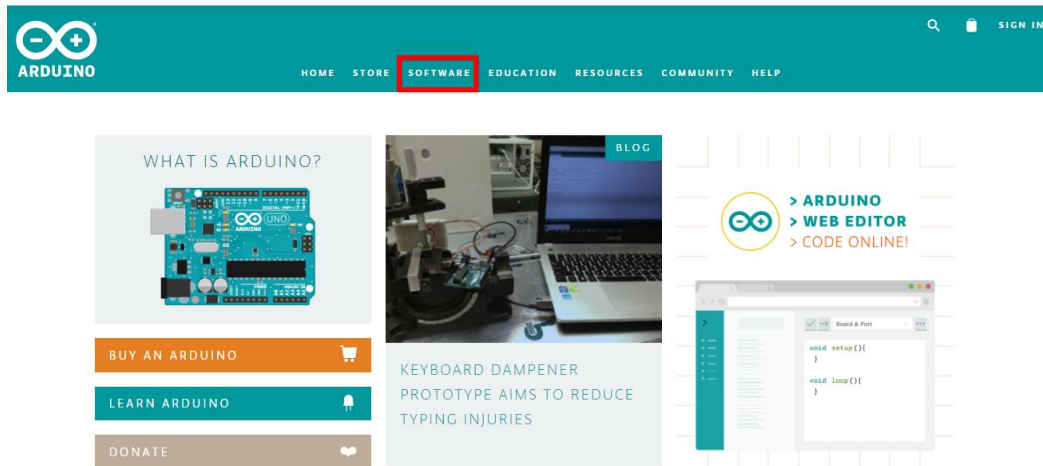 ARDUINO
SIGN IN
HOME STORE SOFTWARE EDUCATION RESOURCES COMMUNITY HELP
WHAT IS ARDUINO?
UNO
ARDUINO
BUY AN ARDUINO
LEARN ARDUINO
DONATE
BLOG
KEYBOARD DAMPENER
PROTOTYPE AIMS TO REDUCE
TYPING INJURIES
> ARDUINO
> WEB EDITOR
> CODE ONLINE!
Board & Port
void setup(){
}
void loop(){
}